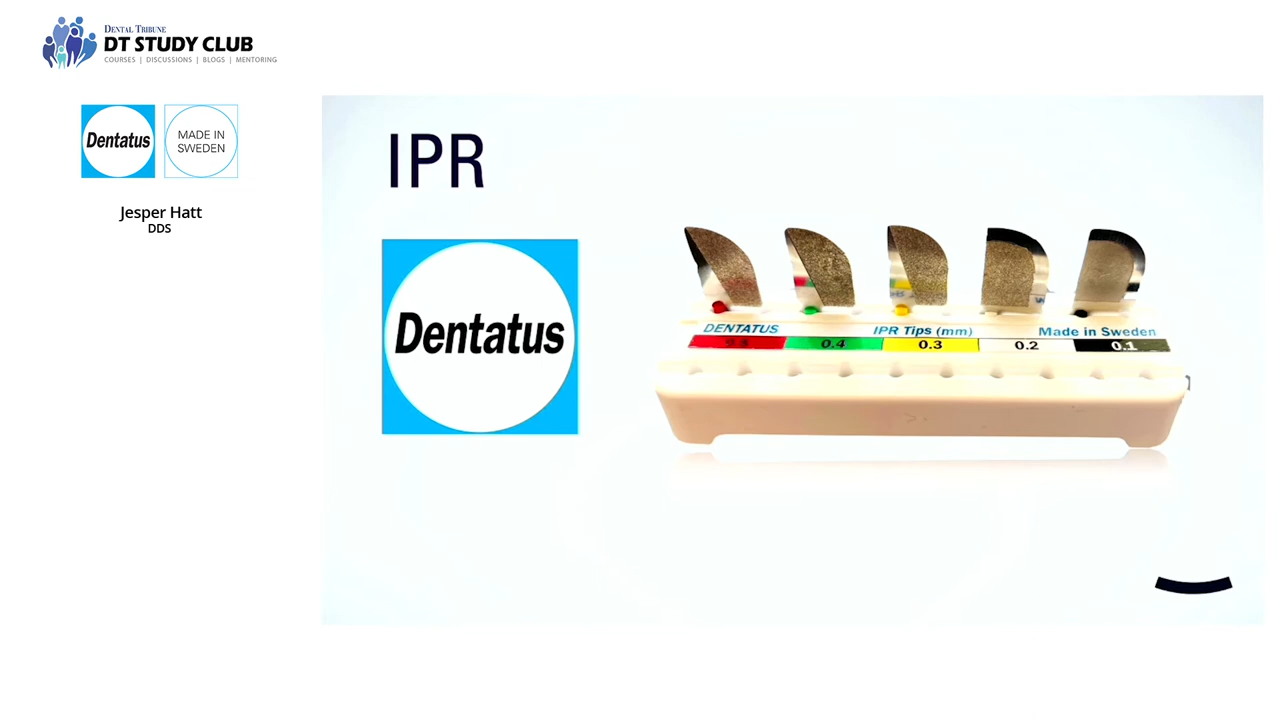 DENTAL TRIBUNE
DT STUDY CLUB
COURSES | DISCUSSIONS | BLOGS | MENTORING
Dentatus
MADE IN
SWEDEN
Jesper Hatt
DDS
IPR
Dentatus
DENTATUS IPR Tips (mm) Made in Sweden
0.4 0.3 0.2 0.1